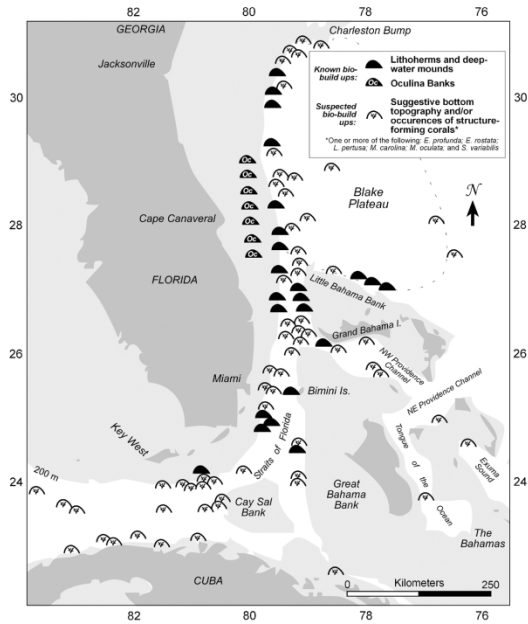 82
80
78
76
GEORGIA
Charleston Bump
Jacksonville
Known bio-
build ups:
Lithoherms and deep-
water mounds
Oc
Oculina Banks
Suspected
bio-build
ups:
Suggestive bottom
topography and/or
occurences of structure-
forming corals*
*One or more of the following: E. profunda; E. rostata;
L. pertusa; M. carolina; M. oculata; and S. variabilis
30
30
Oc
Oc
Oc
Oc
Oc
Oc
Oc
Blake
Plateau
N
28
28
Cape Canaveral
FLORIDA
Little Bahama Bank
Grand Bahama I.
26
26
NW Providence
Channel
Miami
Bimini Is.
NE Providence Channel
Key West
Straits of Florida
Tongue of the Ocean
Exuma
Sound
200 m
24
24
Cay Sal
Bank
Great
Bahama
Bank
The
Bahamas
CUBA
Kilometers
0
250
82
80
78
76